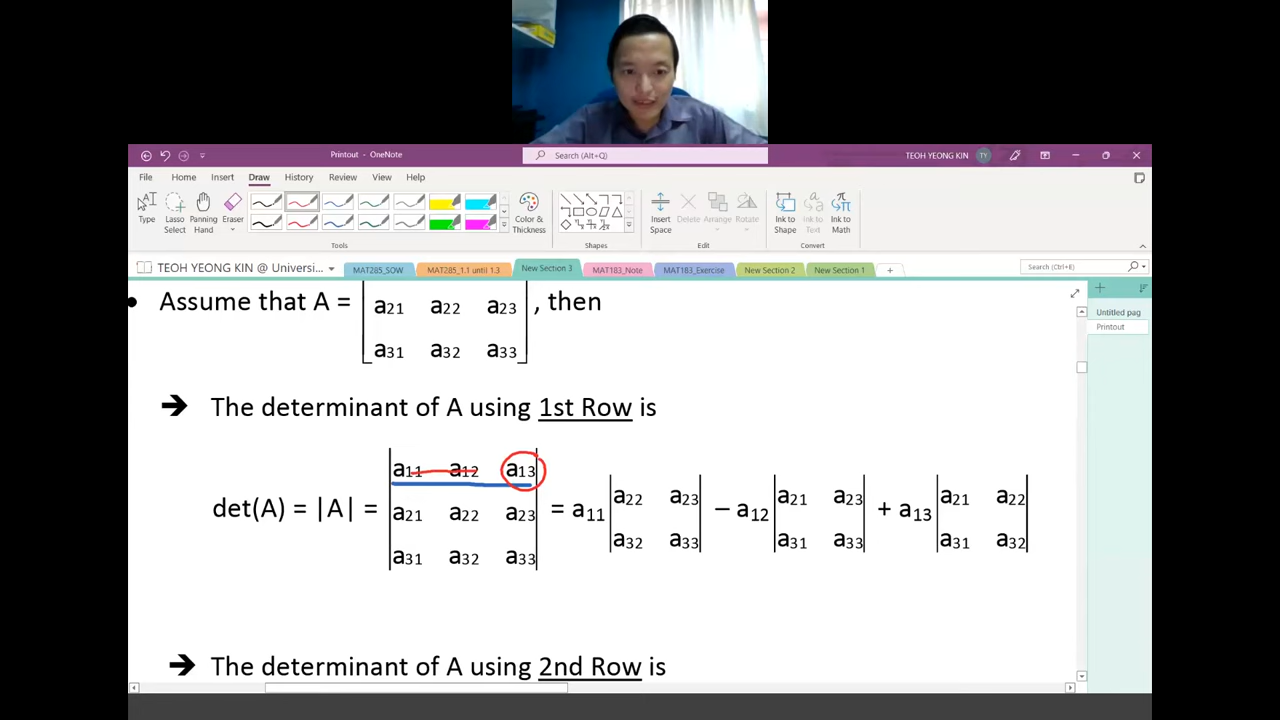 Printout - OneNote
Search (Alt+Q)
TEOH YEONG KIN TY
File Home Insert Draw History Review View Help
Type Lasso Select Panning Hand Eraser Color & Thickness Insert Space Delete Arrange Rotate Ink to Shape Ink to Text Ink to Math
Tools Shapes Edit Convert
TEOH YEONG KIN @ Universi... MAT285_SOW MAT285_1.1 until 1.3 New Section 3 MAT183_Note MAT183_Exercise New Section 2 New Section 1 + Search (Ctrl+E)
Untitled pag
Printout
• Assume that A = a21 a22 a23 , then
a31 a32 a33
➔ The determinant of A using 1st Row is
det(A) = |A| = | a11 a12 a13 |
| a21 a22 a23 |
| a31 a32 a33 |
= a11 | a22 a23 | − a12 | a21 a23 | + a13 | a21 a22 |
| a32 a33 | | a31 a33 | | a31 a32 |
➔ The determinant of A using 2nd Row is